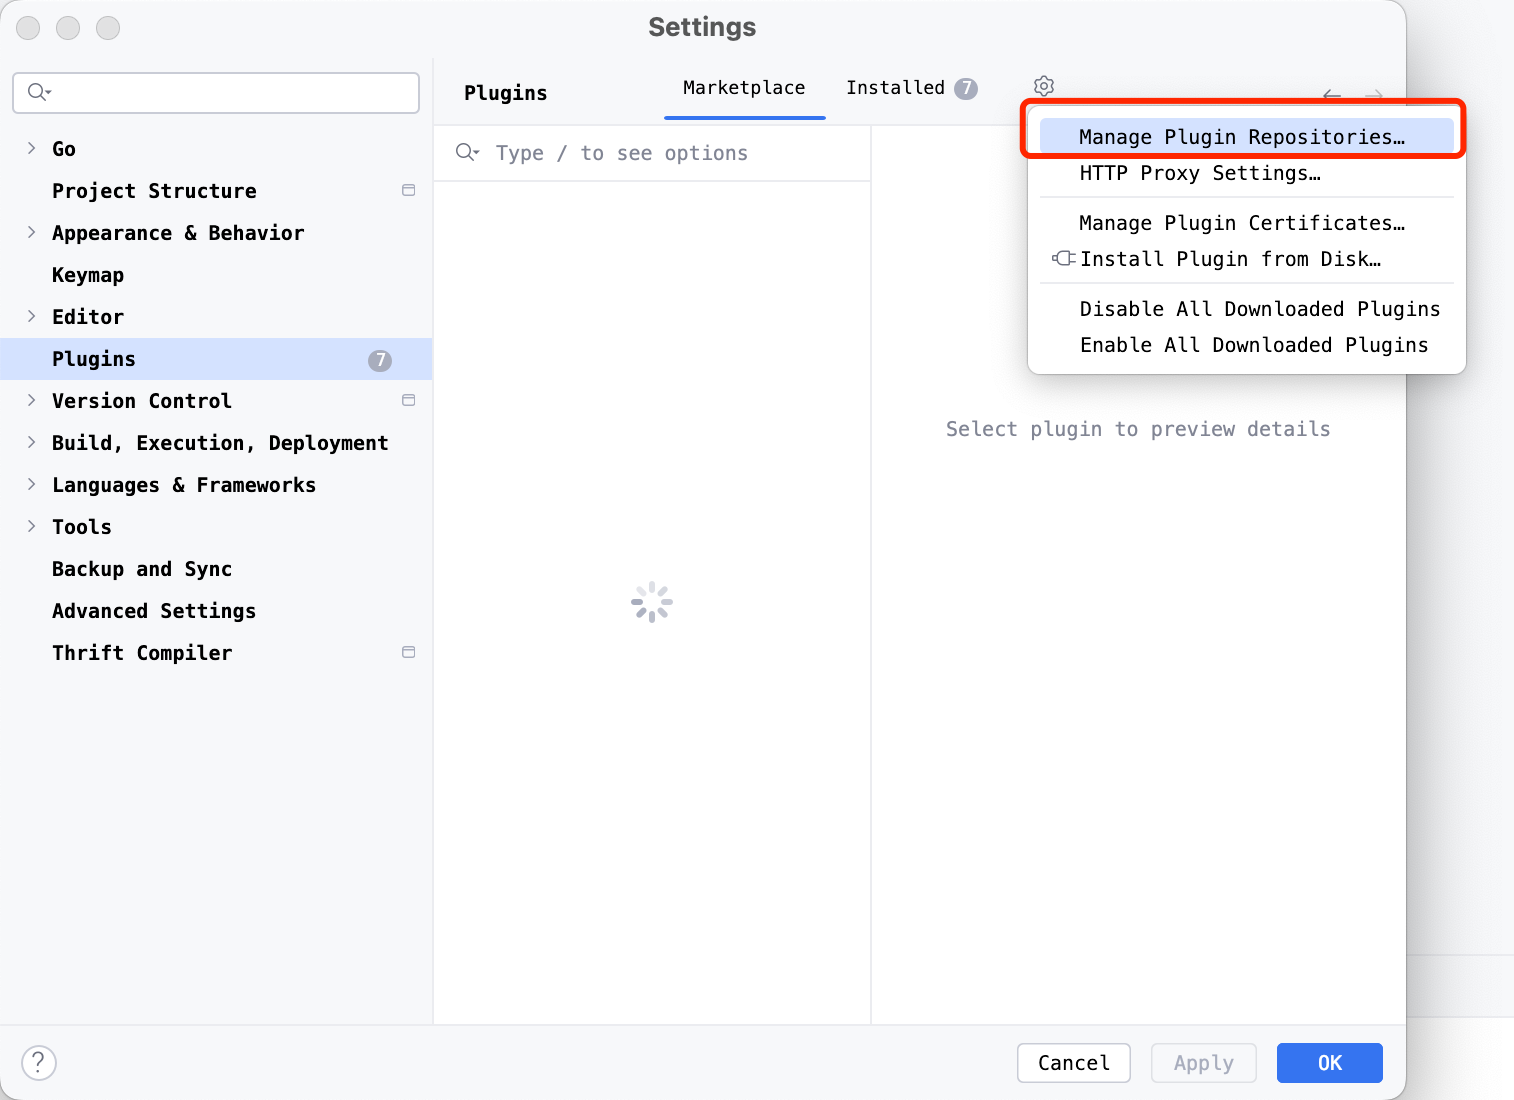 Settings
Plugins
Marketplace
Installed 7
Type / to see options
Go
Project Structure
Appearance & Behavior
Keymap
Editor
Plugins 7
Version Control
Build, Execution, Deployment
Languages & Frameworks
Tools
Backup and Sync
Advanced Settings
Thrift Compiler
Manage Plugin Repositories…
HTTP Proxy Settings…
Manage Plugin Certificates…
Install Plugin from Disk…
Disable All Downloaded Plugins
Enable All Downloaded Plugins
Select plugin to preview details
?
Cancel
Apply
OK